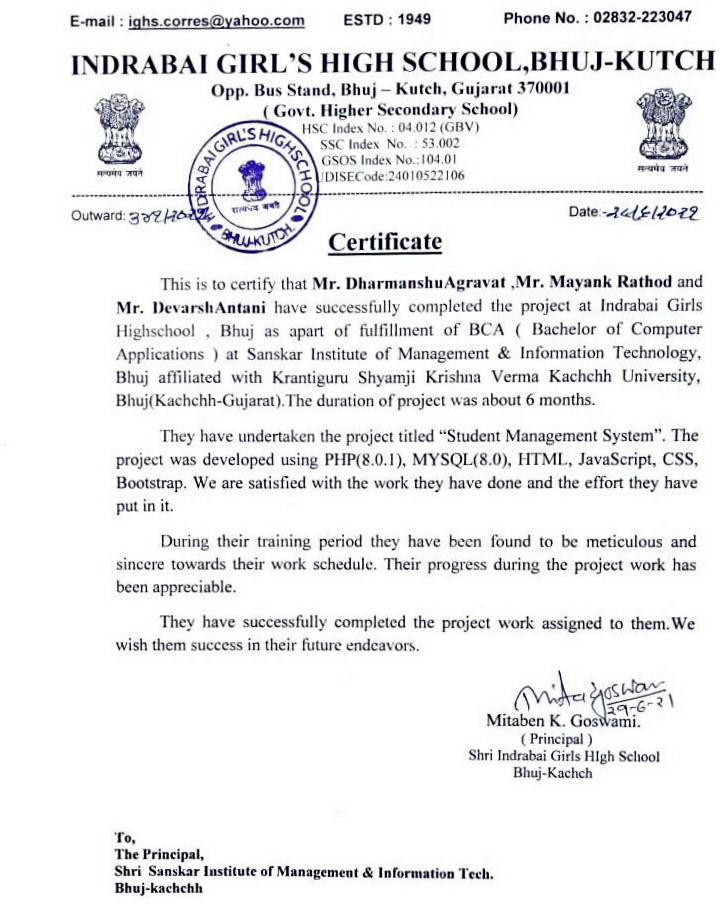 E-mail : ighs.corres@yahoo.com ESTD : 1949 Phone No. : 02832-223047
INDRABAI GIRL'S HIGH SCHOOL,BHUJ-KUTCH
Opp. Bus Stand, Bhuj – Kutch, Gujarat 370001
( Govt. Higher Secondary School)
HSC Index No. : 04.012 (GBV)
SSC Index No. : 53.002
GSOS Index No.:104.01
DISECode:24010522106
सत्यमेव जयते
सत्यमेव जयते
INDRABAI GIRL'S HIGHSCHOOL
सत्यमेव जयते
BHUJ-KUTCH.
Outward: Date:-
Certificate
This is to certify that Mr. DharmanshuAgravat ,Mr. Mayank Rathod and
Mr. DevarshAntani have successfully completed the project at Indrabai Girls
Highschool , Bhuj as apart of fulfillment of BCA ( Bachelor of Computer
Applications ) at Sanskar Institute of Management & Information Technology,
Bhuj affiliated with Krantiguru Shyamji Krishna Verma Kachchh University,
Bhuj(Kachchh-Gujarat).The duration of project was about 6 months.
They have undertaken the project titled “Student Management System”. The
project was developed using PHP(8.0.1), MYSQL(8.0), HTML, JavaScript, CSS,
Bootstrap. We are satisfied with the work they have done and the effort they have
put in it.
During their training period they have been found to be meticulous and
sincere towards their work schedule. Their progress during the project work has
been appreciable.
They have successfully completed the project work assigned to them.We
wish them success in their future endeavors.
29-6-21
Mitaben K. Goswami.
( Principal )
Shri Indrabai Girls HIgh School
Bhuj-Kachch
To,
The Principal,
Shri Sanskar Institute of Management & Information Tech.
Bhuj-kachchh